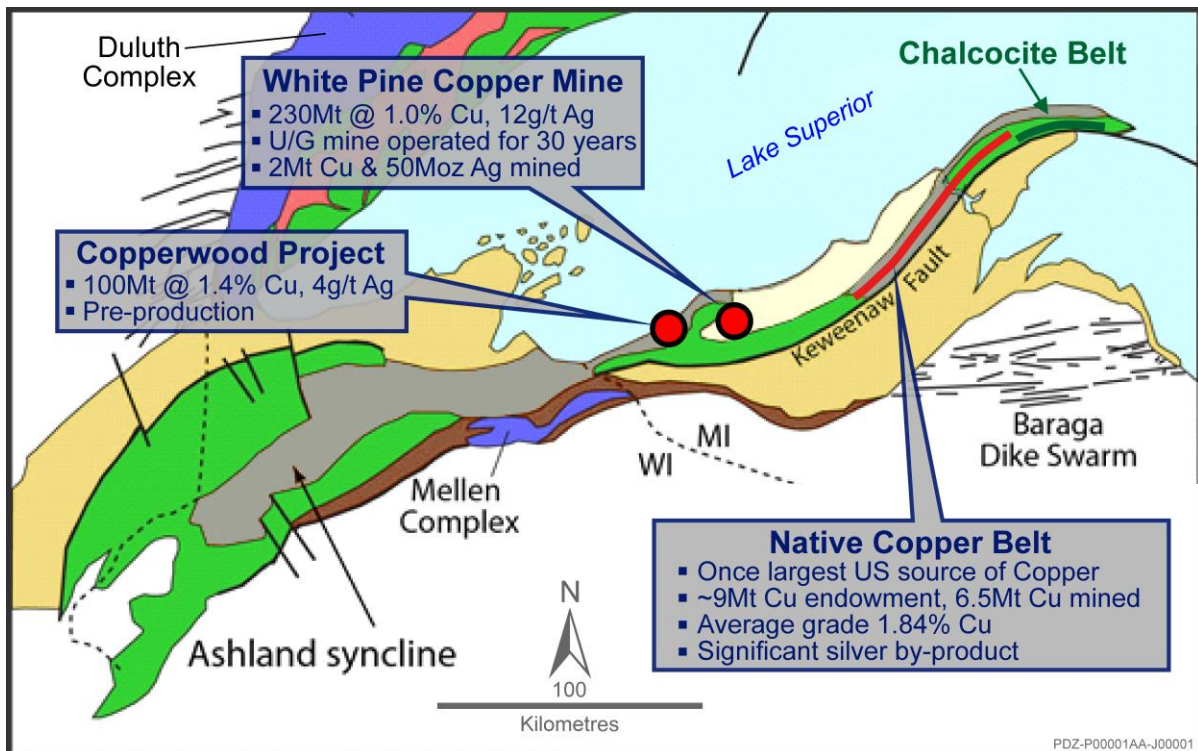 Duluth
Complex
White Pine Copper Mine
▪ 230Mt @ 1.0% Cu, 12g/t Ag
▪ U/G mine operated for 30 years
▪ 2Mt Cu & 50Moz Ag mined
Chalcocite Belt
Lake Superior
Copperwood Project
▪ 100Mt @ 1.4% Cu, 4g/t Ag
▪ Pre-production
Keweenaw Fault
MI
WI
Baraga
Dike Swarm
Mellen
Complex
Native Copper Belt
▪ Once largest US source of Copper
▪ ~9Mt Cu endowment, 6.5Mt Cu mined
▪ Average grade 1.84% Cu
▪ Significant silver by-product
Ashland syncline
N
100
Kilometres
PDZ-P00001AA-J00001